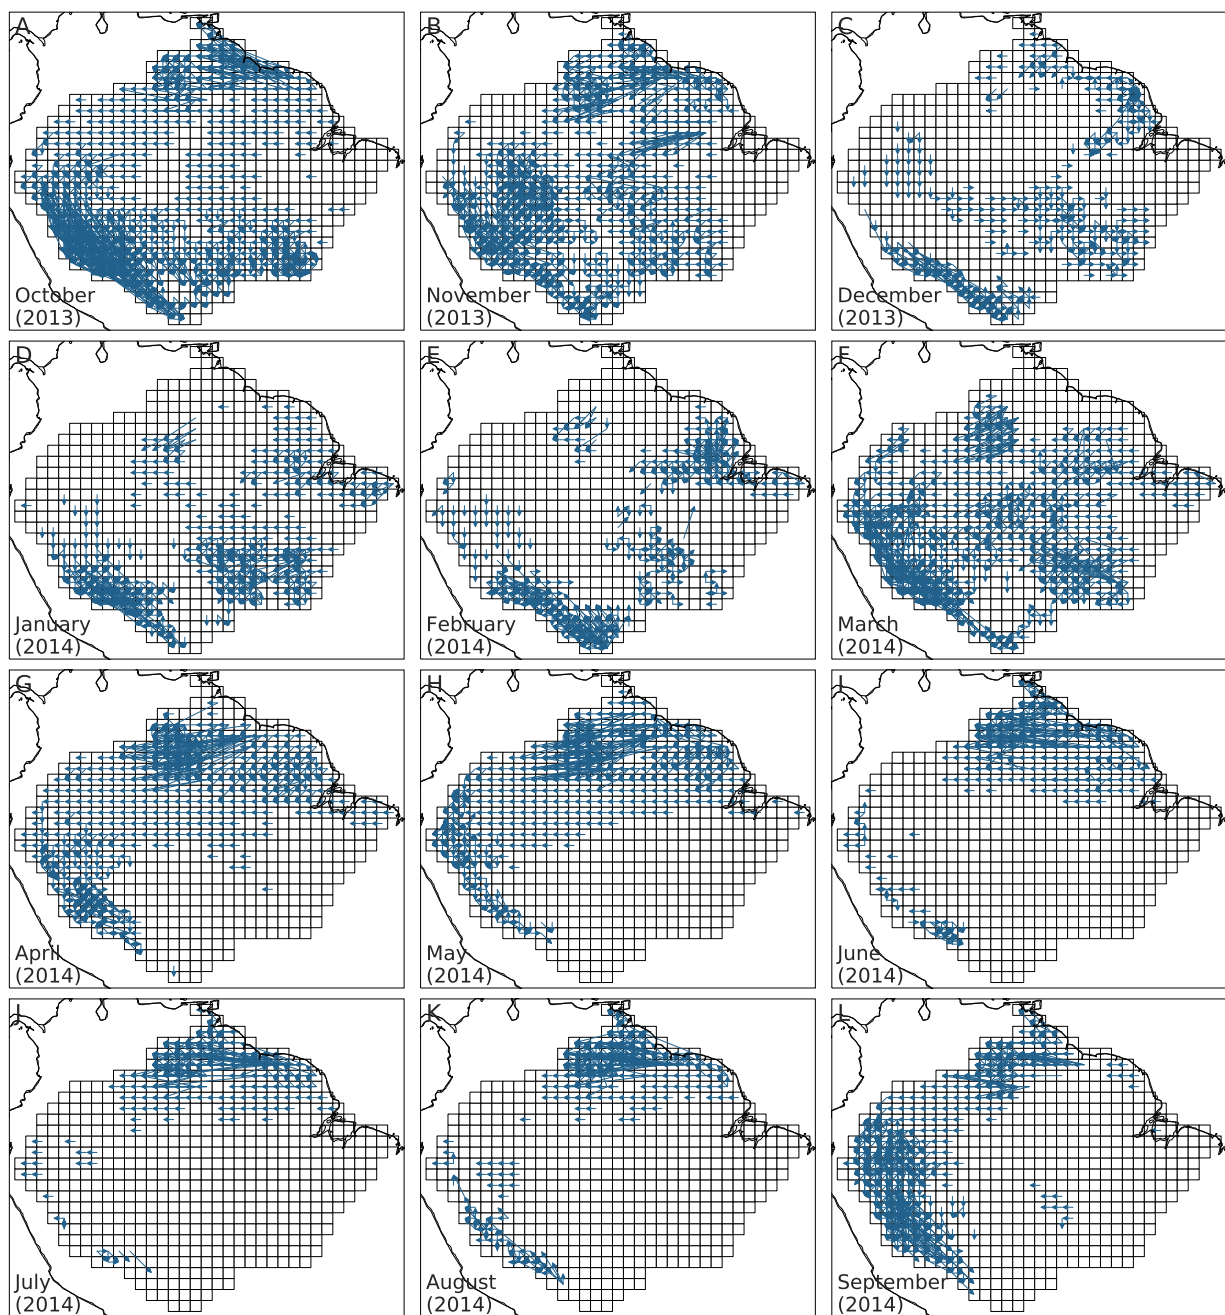 A
October
(2013)
B
November
(2013)
C
December
(2013)
D
January
(2014)
E
February
(2014)
F
March
(2014)
G
April
(2014)
H
May
(2014)
I
June
(2014)
J
July
(2014)
K
August
(2014)
L
September
(2014)